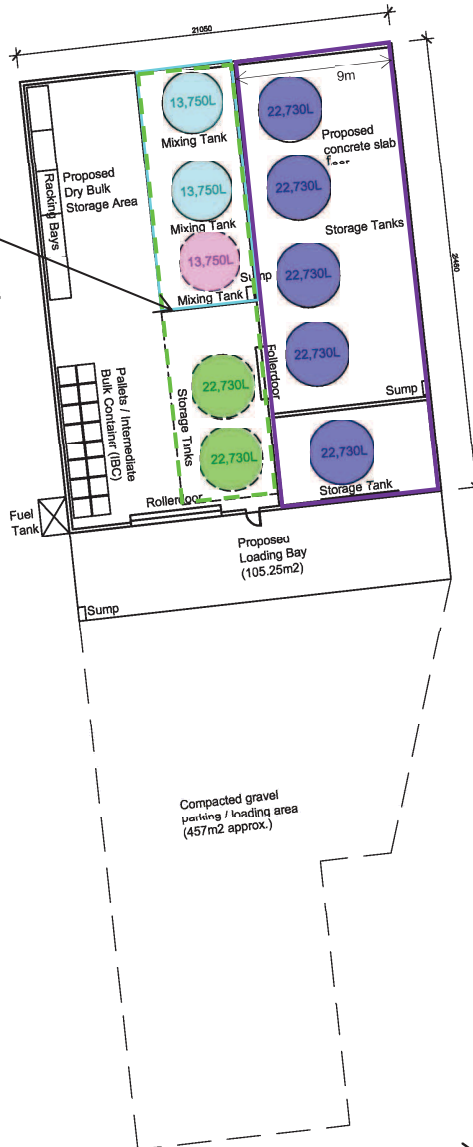 21050
9m
2480
13,750L
Mixing Tank
13,750L
Mixing Tank
13,750L
Mixing Tank
Sump
22,730L
22,730L
22,730L
22,730L
22,730L
Proposed
concrete slab
Storage Tanks
Sump
Storage Tank
Proposed
Dry Bulk
Storage Area
Racking Bays
Pallets / Intermediate
Bulk Container (IBC)
22,730L
22,730L
Storage Tanks
Rollerdoor
Rollerdoor
Fuel
Tank
Proposed
Loading Bay
(105.25m2)
Sump
Compacted gravel
parking / loading area
(457m2 approx.)